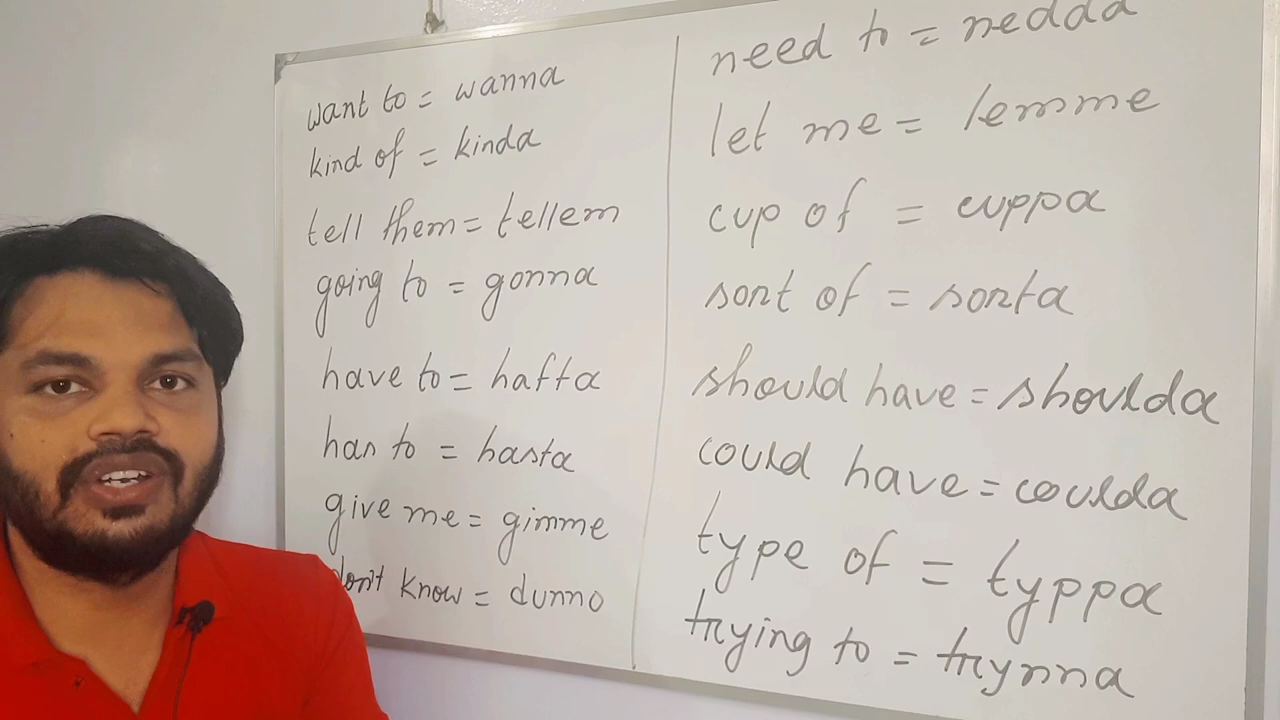 want to = wanna
kind of = kinda
tell them = tellem
going to = gonna
have to = hafta
has to = hasta
give me = gimme
don't know = dunno
need to = nedda
let me = lemme
cup of = cuppa
sort of = sorta
should have = shoulda
could have = coulda
type of = typpa
trying to = trynna